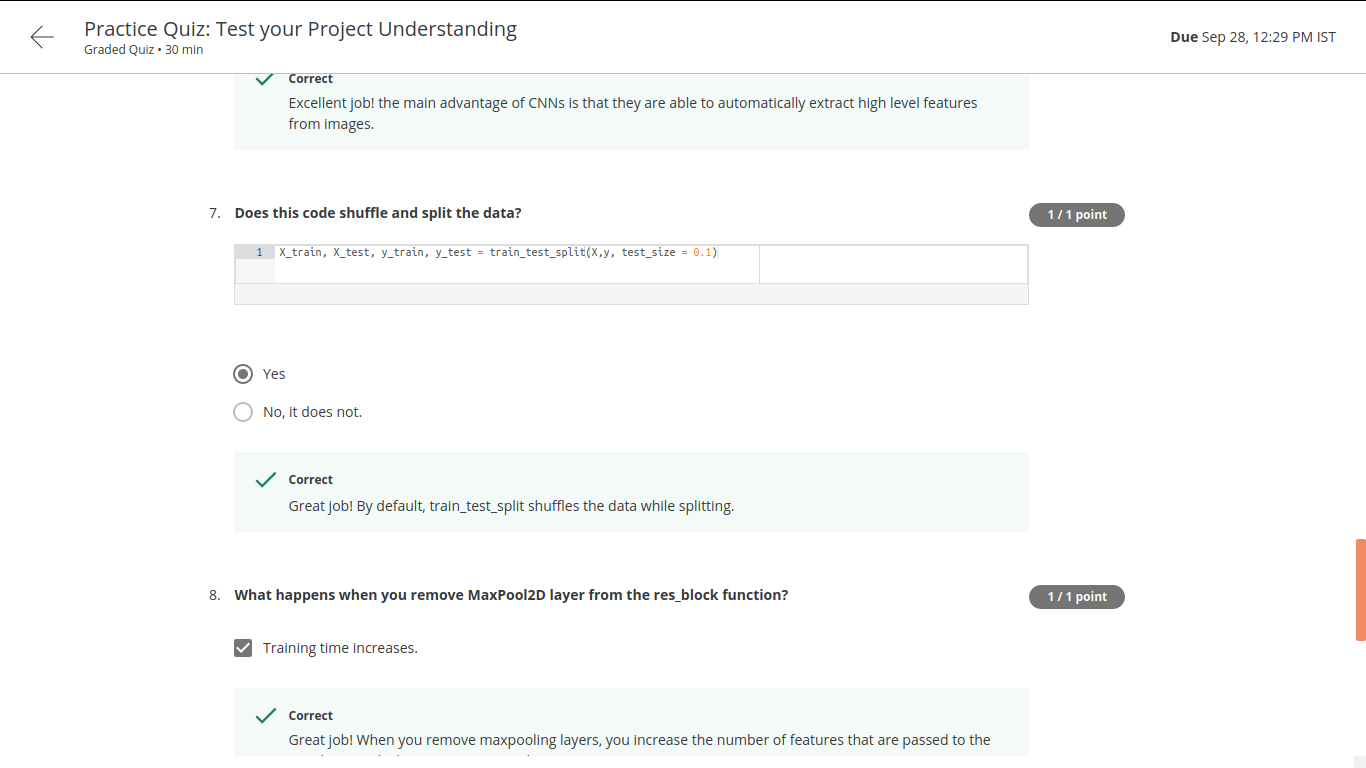 Practice Quiz: Test your Project Understanding
Graded Quiz • 30 min
Due Sep 28, 12:29 PM IST
Correct
Excellent job! the main advantage of CNNs is that they are able to automatically extract high level features
from images.
7. Does this code shuffle and split the data?
1 / 1 point
1 X_train, X_test, y_train, y_test = train_test_split(X,y, test_size = 0.1)
Yes
No, it does not.
Correct
Great job! By default, train_test_split shuffles the data while splitting.
8. What happens when you remove MaxPool2D layer from the res_block function?
1 / 1 point
Training time increases.
Correct
Great job! When you remove maxpooling layers, you increase the number of features that are passed to the